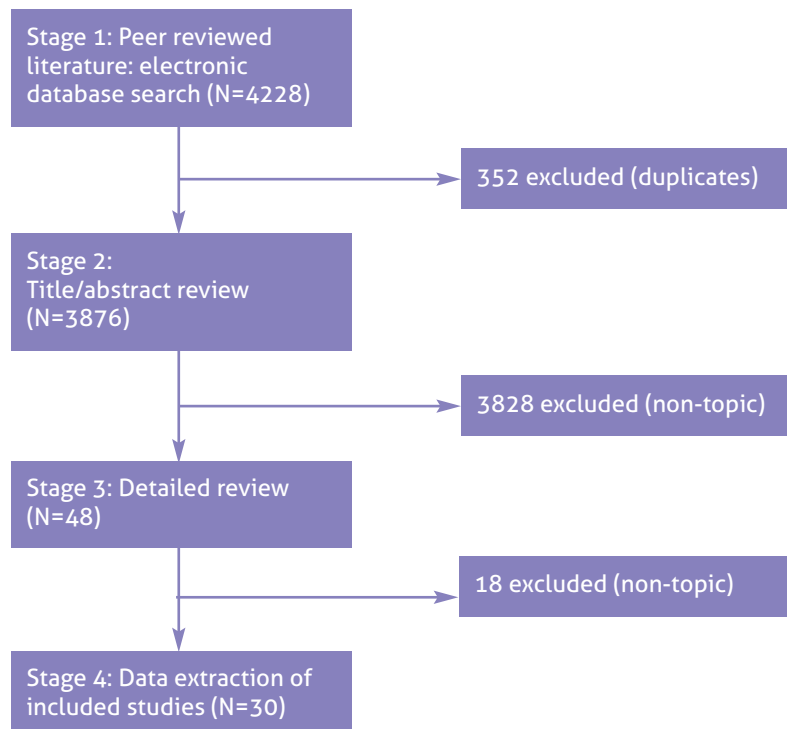 Stage 1: Peer reviewed
literature: electronic
database search (N=4228)
352 excluded (duplicates)
Stage 2:
Title/abstract review
(N=3876)
3828 excluded (non-topic)
Stage 3: Detailed review
(N=48)
18 excluded (non-topic)
Stage 4: Data extraction of
included studies (N=30)